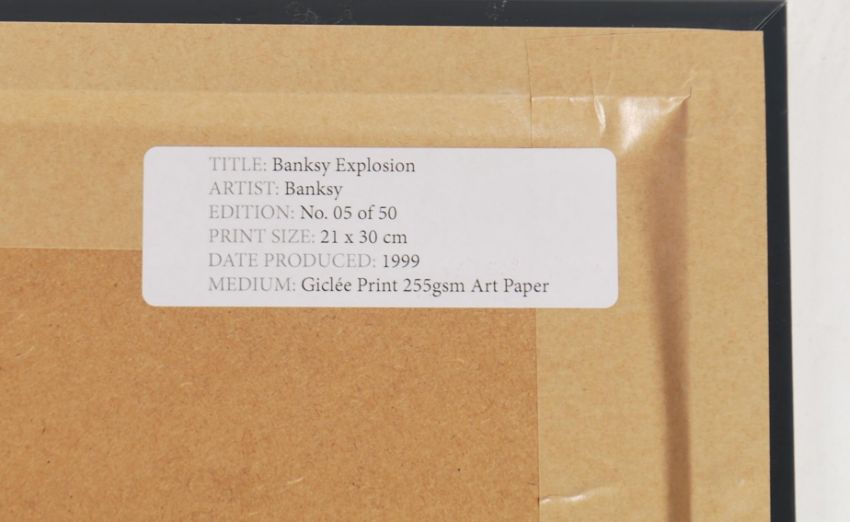 TITLE: Banksy Explosion
ARTIST: Banksy
EDITION: No. 05 of 50
PRINT SIZE: 21 x 30 cm
DATE PRODUCED: 1999
MEDIUM: Giclée Print 255gsm Art Paper